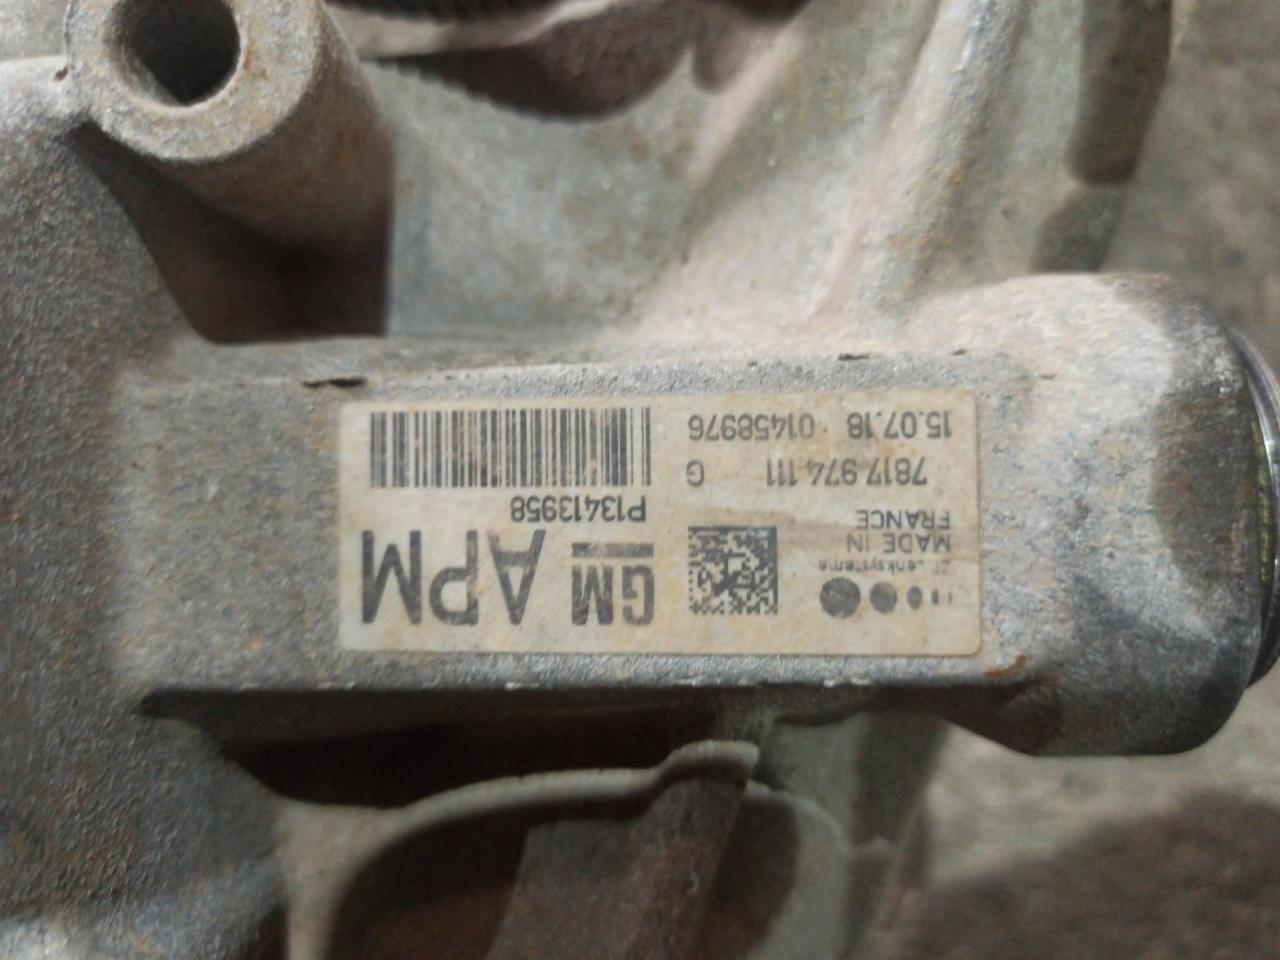 ZF Lenksysteme
MADE IN
FRANCE
7817 974 111 G
15.07.18 · 01458976
GM APM
P13413958